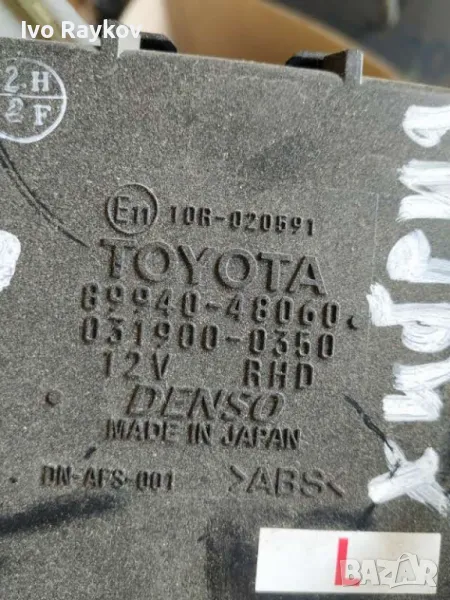 Ivo Raykov
2.H
2 F
E11 10R-020591
TOYOTA
89940-48060
031900-0350
12V RHD
DENSO
MADE IN JAPAN
DN-AFS-001 >ABS<
L
BAZAR